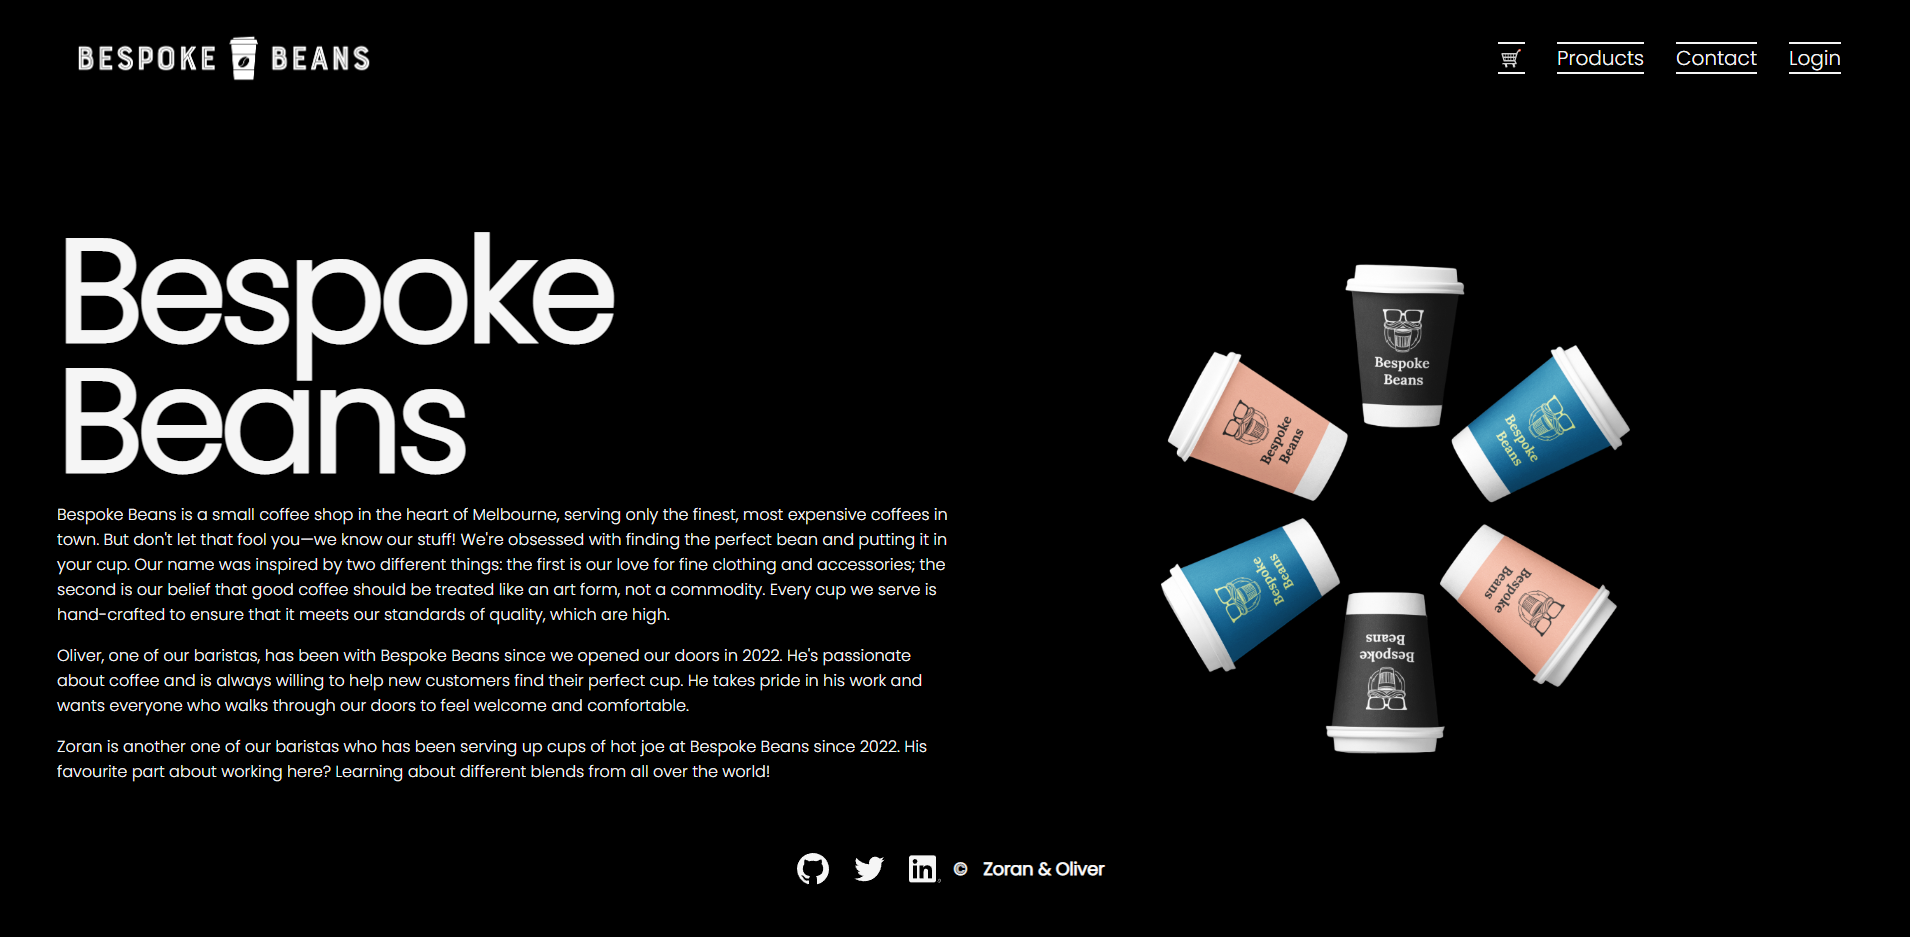 BESPOKE BEANS
Products Contact Login
Bespoke
Beans
Bespoke Beans is a small coffee shop in the heart of Melbourne, serving only the finest, most expensive coffees in
town. But don't let that fool you—we know our stuff! We're obsessed with finding the perfect bean and putting it in
your cup. Our name was inspired by two different things: the first is our love for fine clothing and accessories; the
second is our belief that good coffee should be treated like an art form, not a commodity. Every cup we serve is
hand-crafted to ensure that it meets our standards of quality, which are high.
Oliver, one of our baristas, has been with Bespoke Beans since we opened our doors in 2022. He's passionate
about coffee and is always willing to help new customers find their perfect cup. He takes pride in his work and
wants everyone who walks through our doors to feel welcome and comfortable.
Zoran is another one of our baristas who has been serving up cups of hot joe at Bespoke Beans since 2022. His
favourite part about working here? Learning about different blends from all over the world!
Bespoke
Beans
Bespoke
Beans
Bespoke
Beans
Bespoke
Beans
Bespoke
Beans
Bespoke
Beans
in © Zoran & Oliver